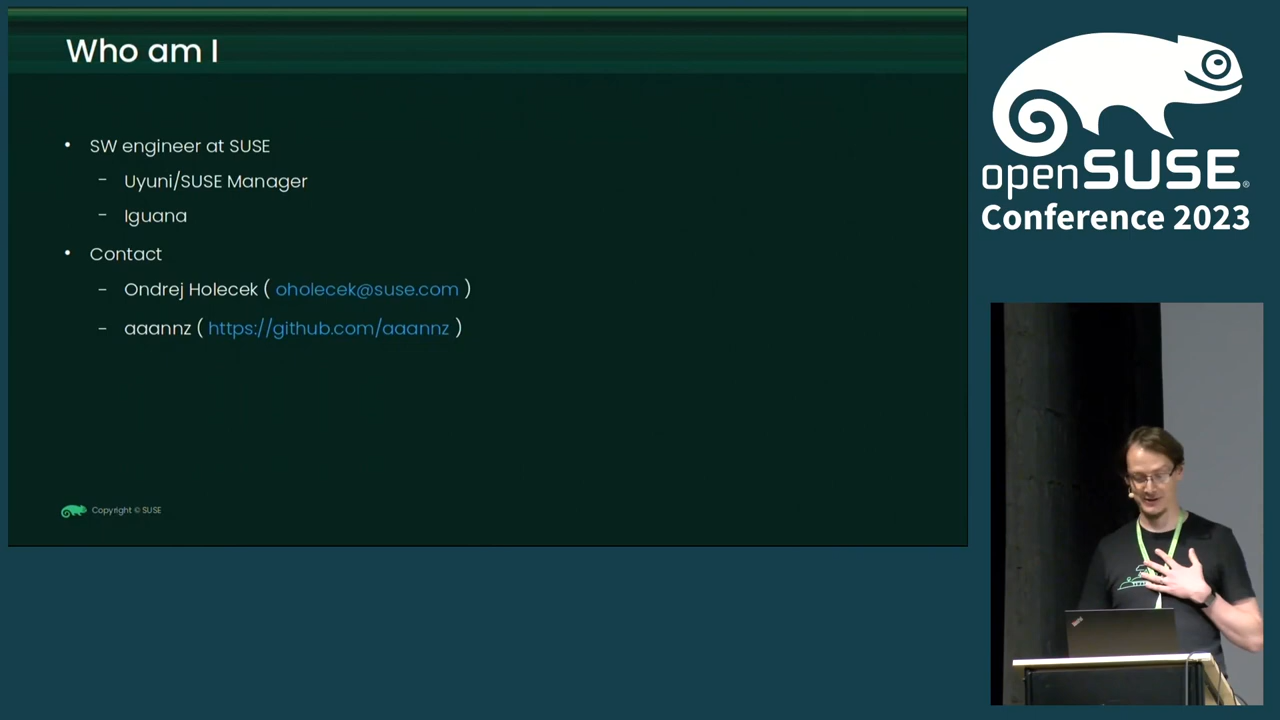 Who am I
• SW engineer at SUSE
– Uyuni/SUSE Manager
– Iguana
• Contact
– Ondrej Holecek ( oholecek@suse.com )
– aaannz ( https://github.com/aaannz )
Copyright © SUSE
openSUSE®
Conference 2023